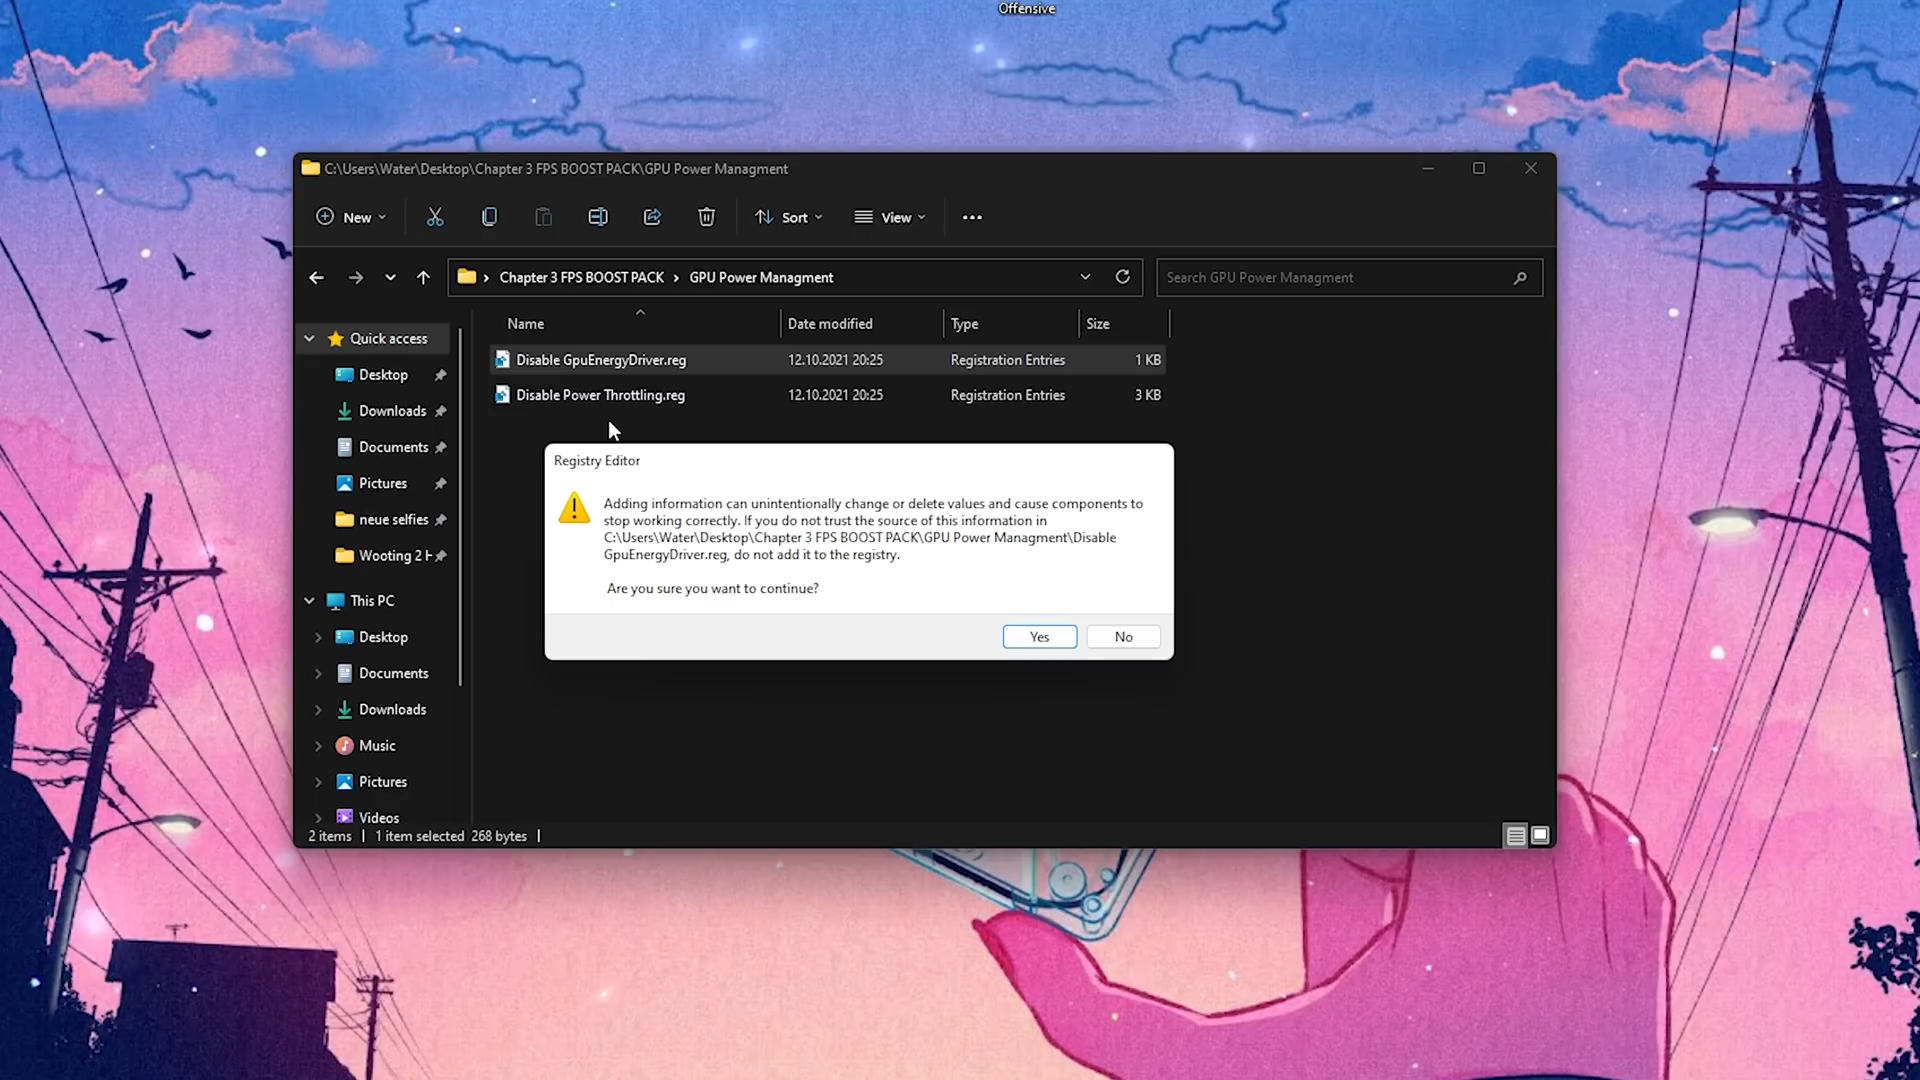 Offensive
C:\Users\Water\Desktop\Chapter 3 FPS BOOST PACK\GPU Power Managment
New
Sort
View
Chapter 3 FPS BOOST PACK > GPU Power Managment
Search GPU Power Managment
Name
Date modified
Type
Size
Quick access
Desktop
Downloads
Documents
Pictures
neue selfies
Wooting 2 H
This PC
Desktop
Documents
Downloads
Music
Pictures
Videos
Disable GpuEnergyDriver.reg 12.10.2021 20:25 Registration Entries 1 KB
Disable Power Throttling.reg 12.10.2021 20:25 Registration Entries 3 KB
Registry Editor
Adding information can unintentionally change or delete values and cause components to
stop working correctly. If you do not trust the source of this information in
C:\Users\Water\Desktop\Chapter 3 FPS BOOST PACK\GPU Power Managment\Disable
GpuEnergyDriver.reg, do not add it to the registry.
Are you sure you want to continue?
Yes
No
2 items | 1 item selected 268 bytes |